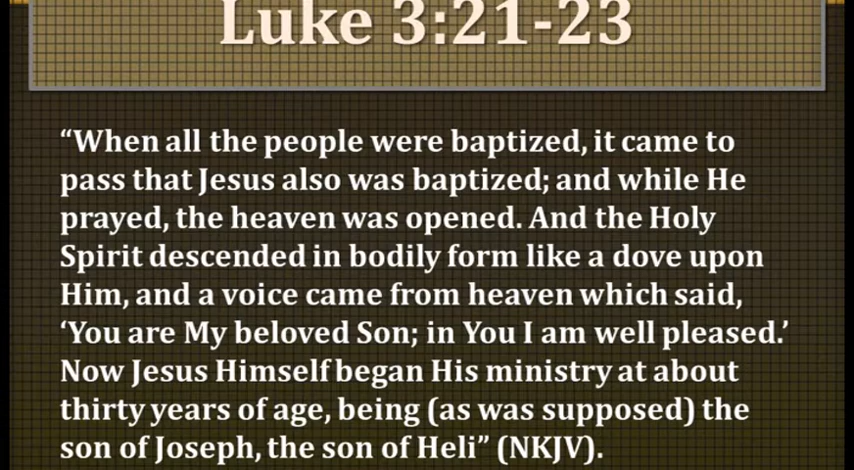 Luke 3:21-23
“When all the people were baptized, it came to
pass that Jesus also was baptized; and while He
prayed, the heaven was opened. And the Holy
Spirit descended in bodily form like a dove upon
Him, and a voice came from heaven which said,
‘You are My beloved Son; in You I am well pleased.’
Now Jesus Himself began His ministry at about
thirty years of age, being (as was supposed) the
son of Joseph, the son of Heli” (NKJV).